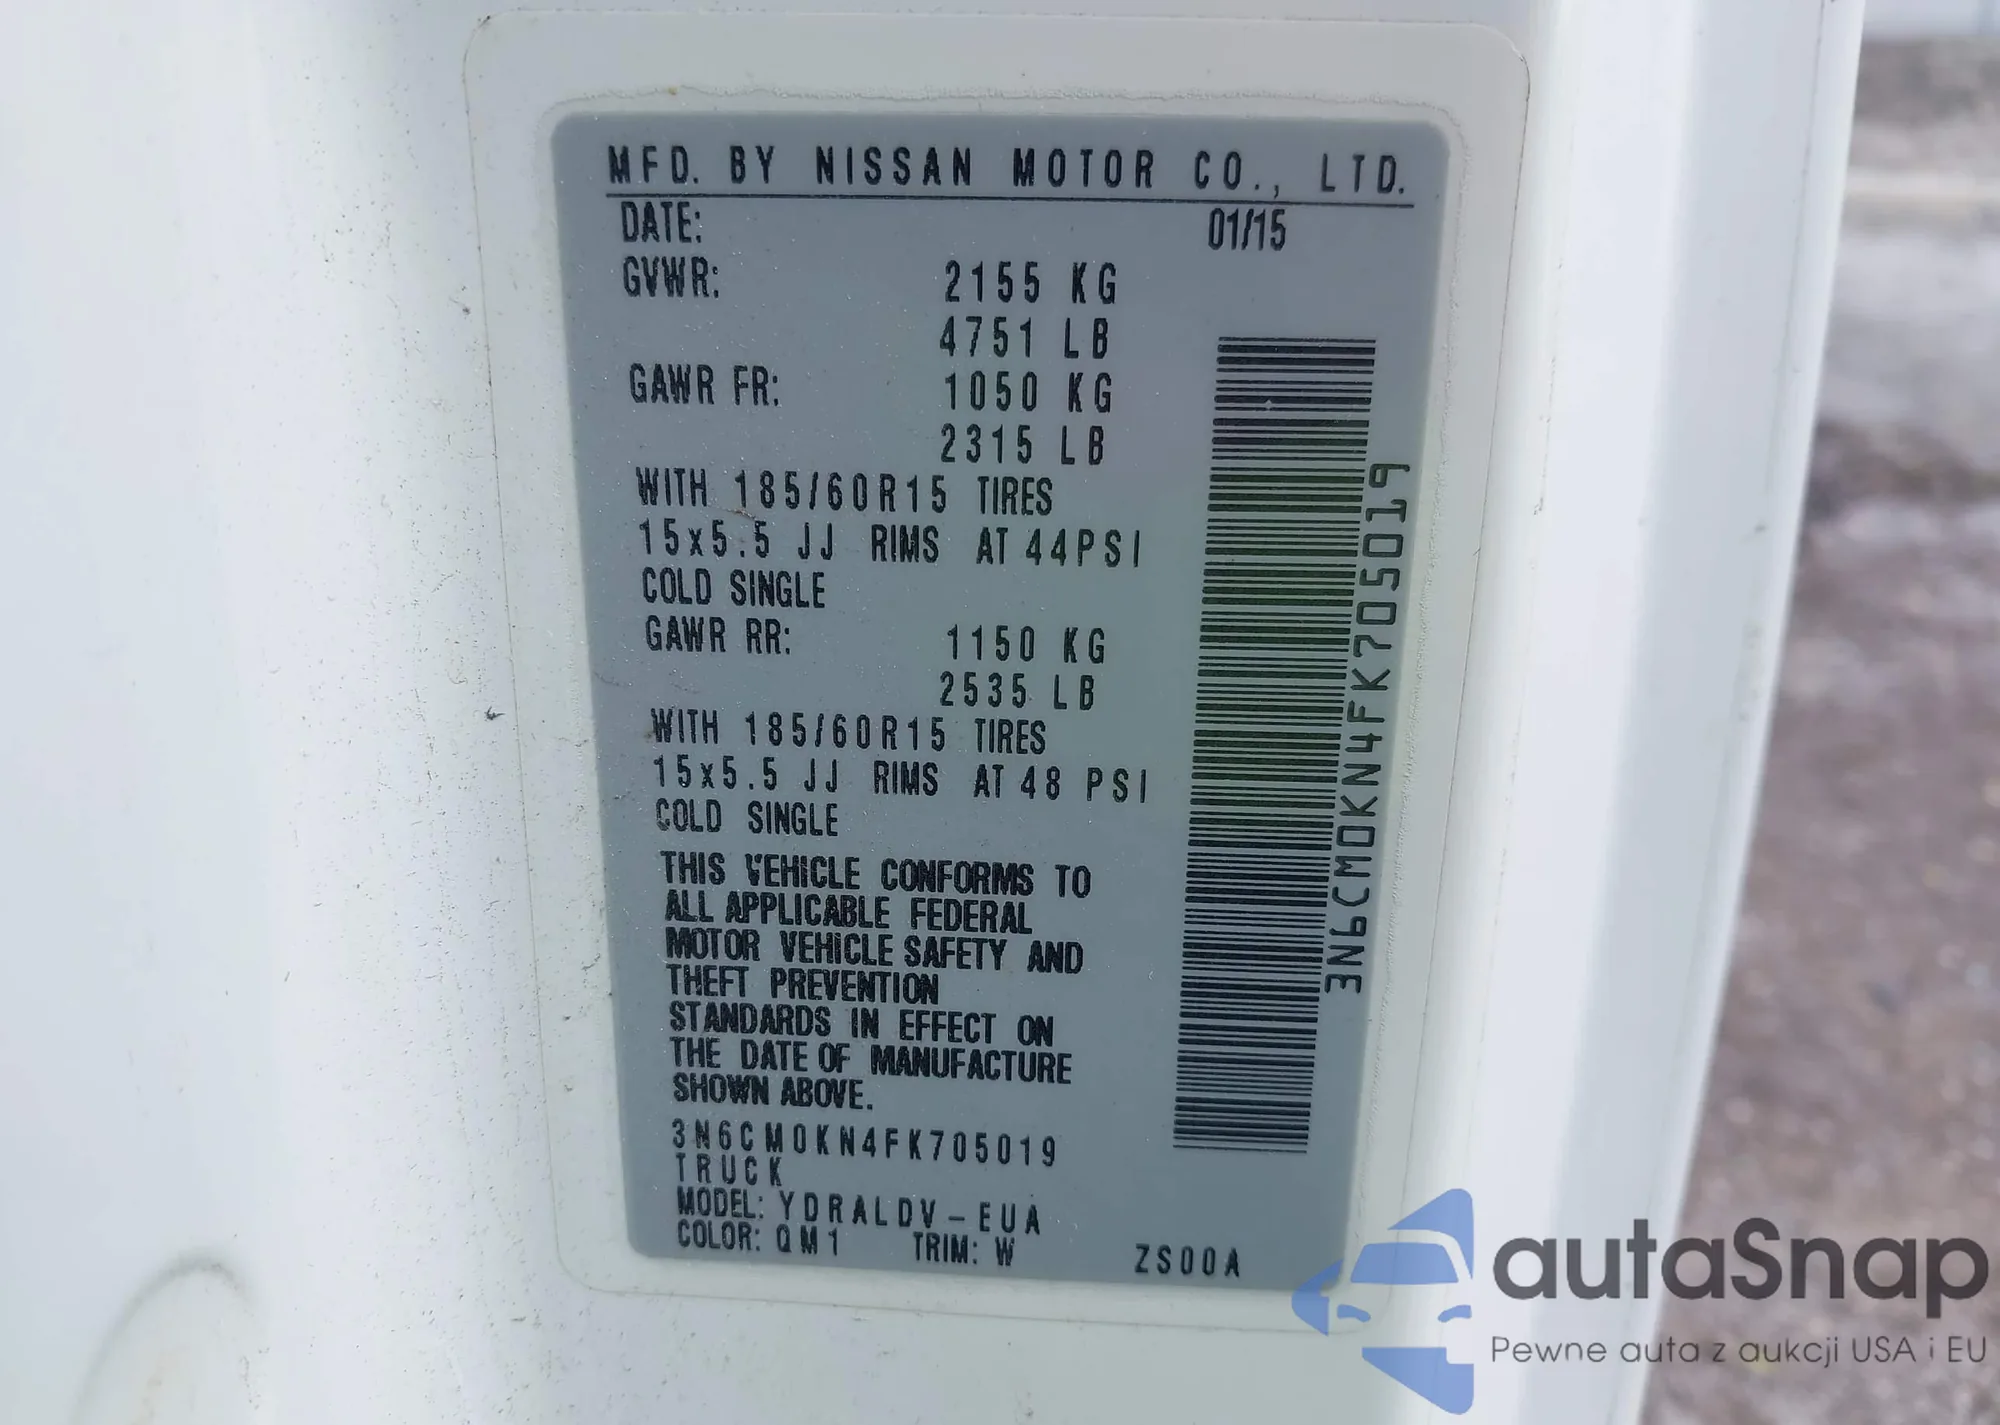 MFD. BY NISSAN MOTOR CO., LTD.
DATE: 01/15
GVWR: 2155 KG
4751 LB
GAWR FR: 1050 KG
2315 LB
WITH 185/60R15 TIRES
15x5.5 JJ RIMS AT 44PSI
COLD SINGLE
GAWR RR: 1150 KG
2535 LB
WITH 185/60R15 TIRES
15x5.5 JJ RIMS AT 48 PSI
COLD SINGLE
THIS VEHICLE CONFORMS TO
ALL APPLICABLE FEDERAL
MOTOR VEHICLE SAFETY AND
THEFT PREVENTION
STANDARDS IN EFFECT ON
THE DATE OF MANUFACTURE
SHOWN ABOVE.
3N6CM0KN4FK705019
TRUCK
MODEL: YDRALDV-EUA
COLOR: QM1 TRIM: W ZS00A
3N6CM0KN4FK705019
autaSnap
Pewne auta z aukcji USA i EU